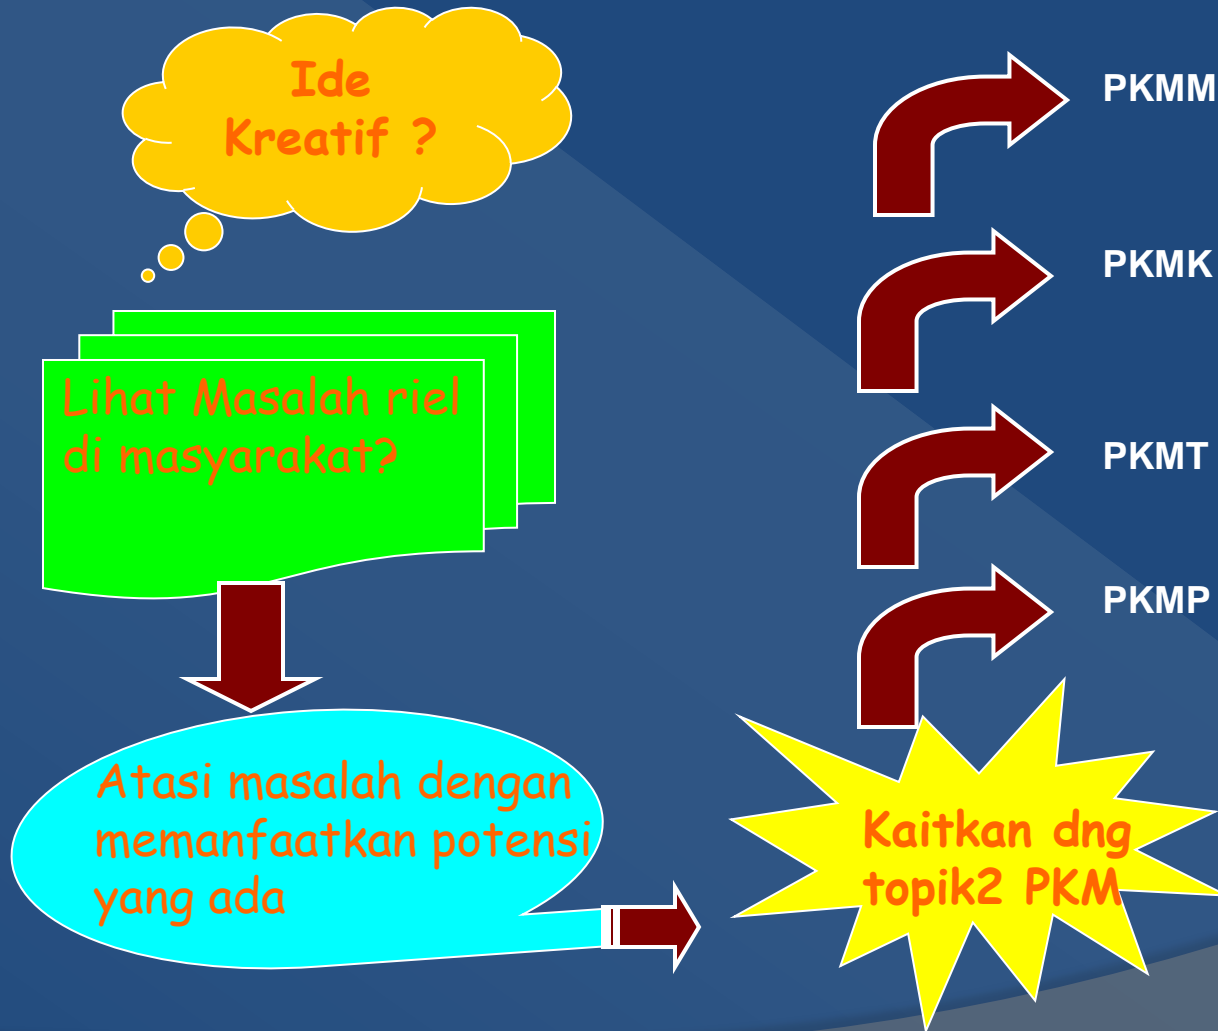 Ide
Kreatif ?
Lihat Masalah riel
di masyarakat?
Atasi masalah dengan
memanfaatkan potensi
yang ada
Kaitkan dng
topik2 PKM
PKMM
PKMK
PKMT
PKMP